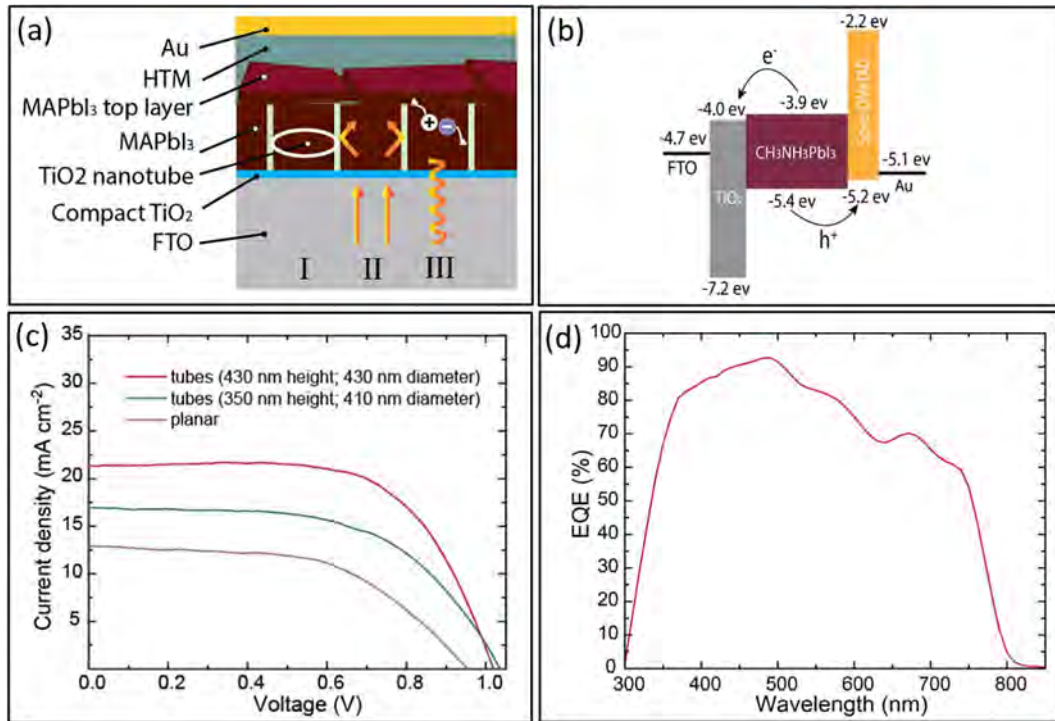 (a)
Au
HTM
MAPbI₃ top layer
MAPbI₃
TiO2 nanotube
Compact TiO₂
FTO
I II III
(b)
-2.2 ev
e⁻
-4.0 ev
-3.9 ev
-4.7 ev
FTO
CH₃NH₃PbI₃
Spiro OMeTAD
TiO₂
-5.1 ev
Au
-5.4 ev
-5.2 ev
h⁺
-7.2 ev
(c)
Current density (mA cm⁻²)
35
30
25
20
15
10
5
0
tubes (430 nm height; 430 nm diameter)
tubes (350 nm height; 410 nm diameter)
planar
0.0 0.2 0.4 0.6 0.8 1.0
Voltage (V)
(d)
EQE (%)
100
90
80
70
60
50
40
30
20
10
0
300 400 500 600 700 800
Wavelength (nm)